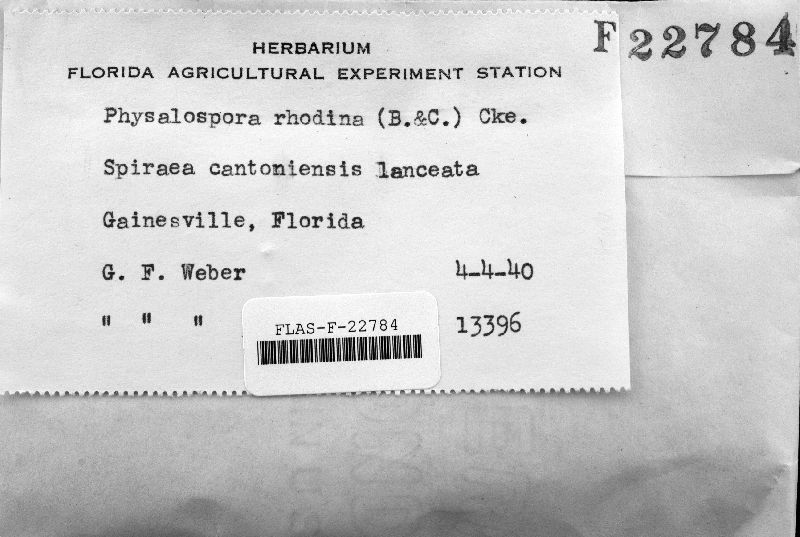 F22784
HERBARIUM
FLORIDA AGRICULTURAL EXPERIMENT STATION
Physalospora rhodina (B.&C.) Cke.
Spiraea cantoniensis lanceata
Gainesville, Florida
G. F. Weber 4-4-40
" " " 13396
FLAS-F-22784